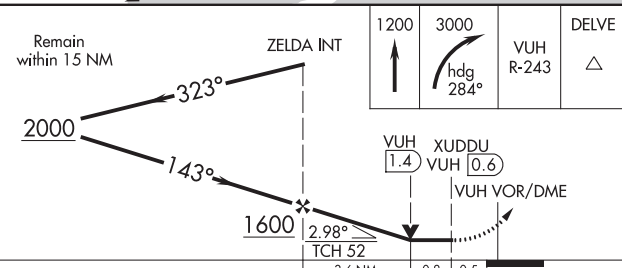 Remain
within 15 NM
ZELDA INT
1200
3000
hdg
284°
VUH
R-243
DELVE
323°
2000
143°
VUH
1.4
XUDDU
VUH 0.6
VUH VOR/DME
1600
2.98°
TCH 52